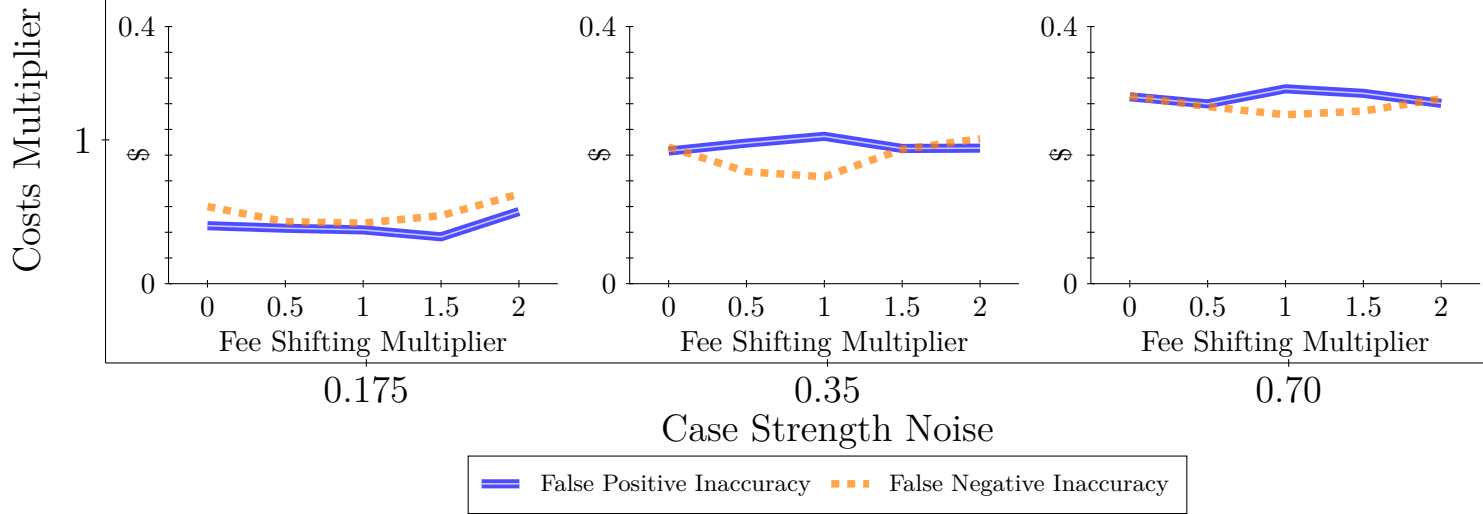 Costs Multiplier
1
0.4
$
0
0 0.5 1 1.5 2
Fee Shifting Multiplier
0.4
$
0
0 0.5 1 1.5 2
Fee Shifting Multiplier
0.4
$
0
0 0.5 1 1.5 2
Fee Shifting Multiplier
0.175 0.35 0.70
Case Strength Noise
False Positive Inaccuracy False Negative Inaccuracy